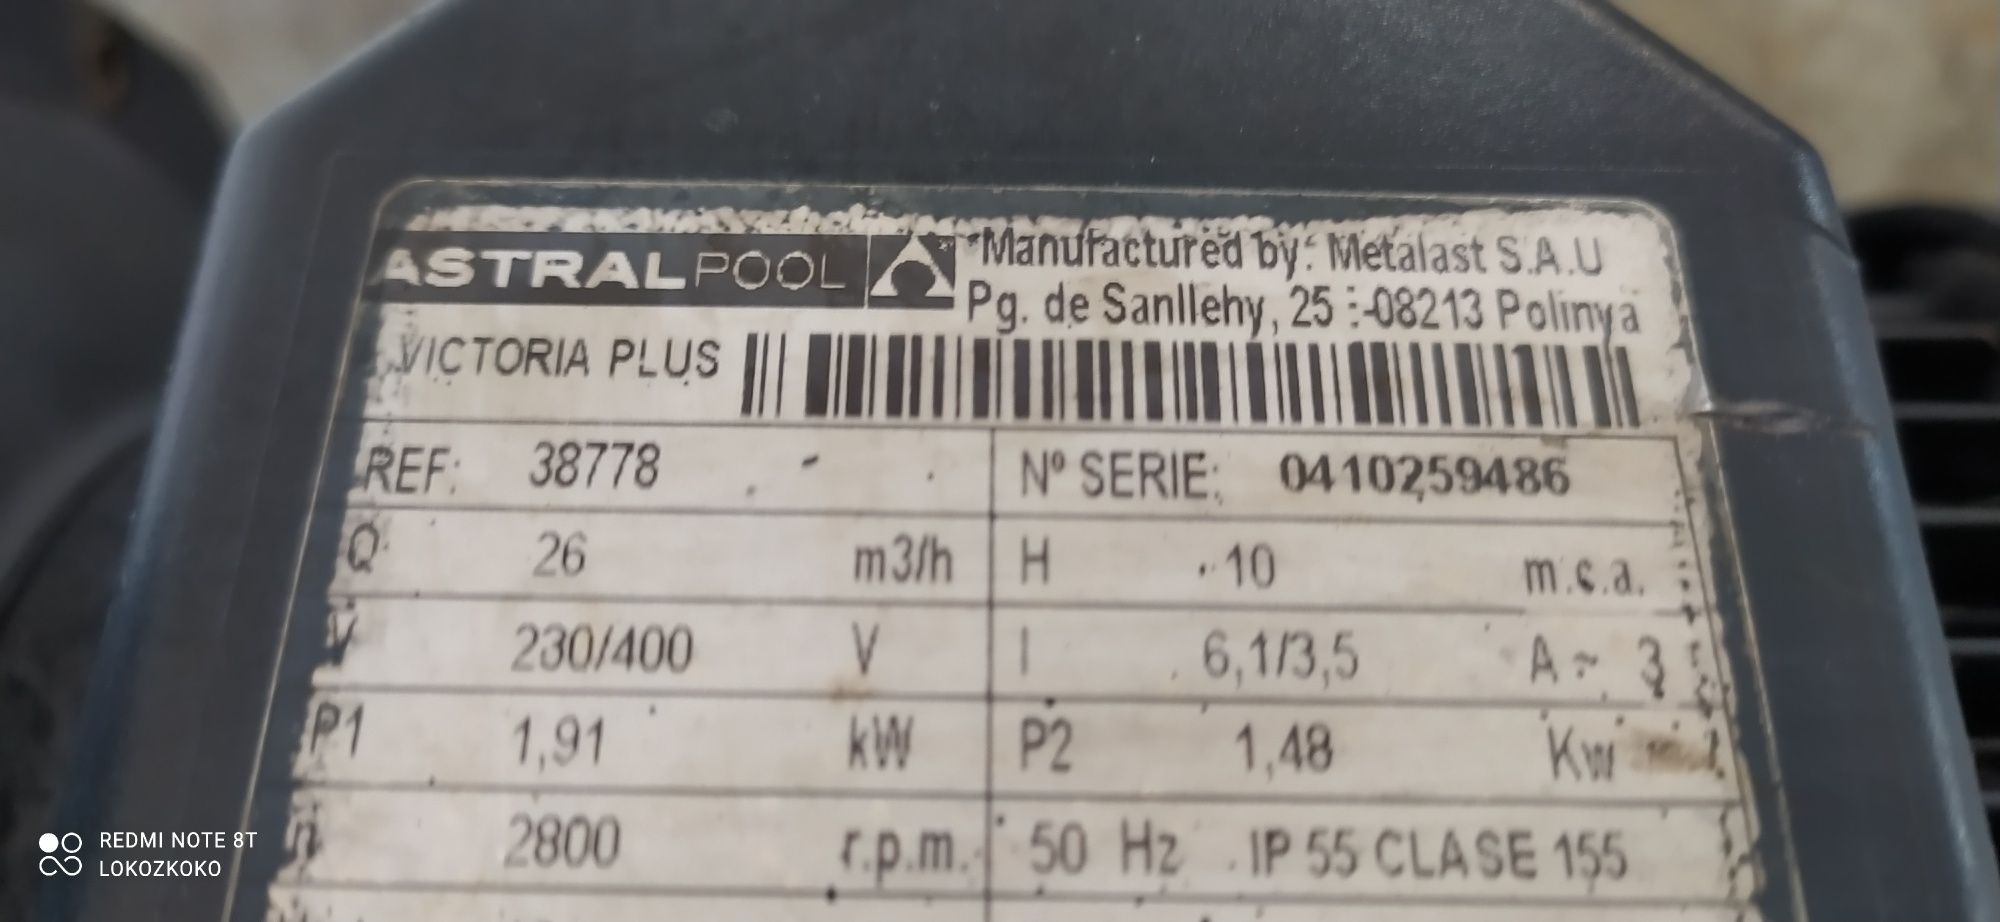 ASTRALPOOL
Manufactured by: Metalast S.A.U
Pg. de Sanllehy, 25 - 08213 Polinya
VICTORIA PLUS
REF: 38778 Nº SERIE: 0410259486
Q 26 m3/h H 10 m.c.a.
V 230/400 V I 6,1/3,5 A ~ 3
P1 1,91 kW P2 1,48 Kw
n 2800 r.p.m. 50 Hz IP 55 CLASE 155
REDMI NOTE 8T
LOKOZKOKO